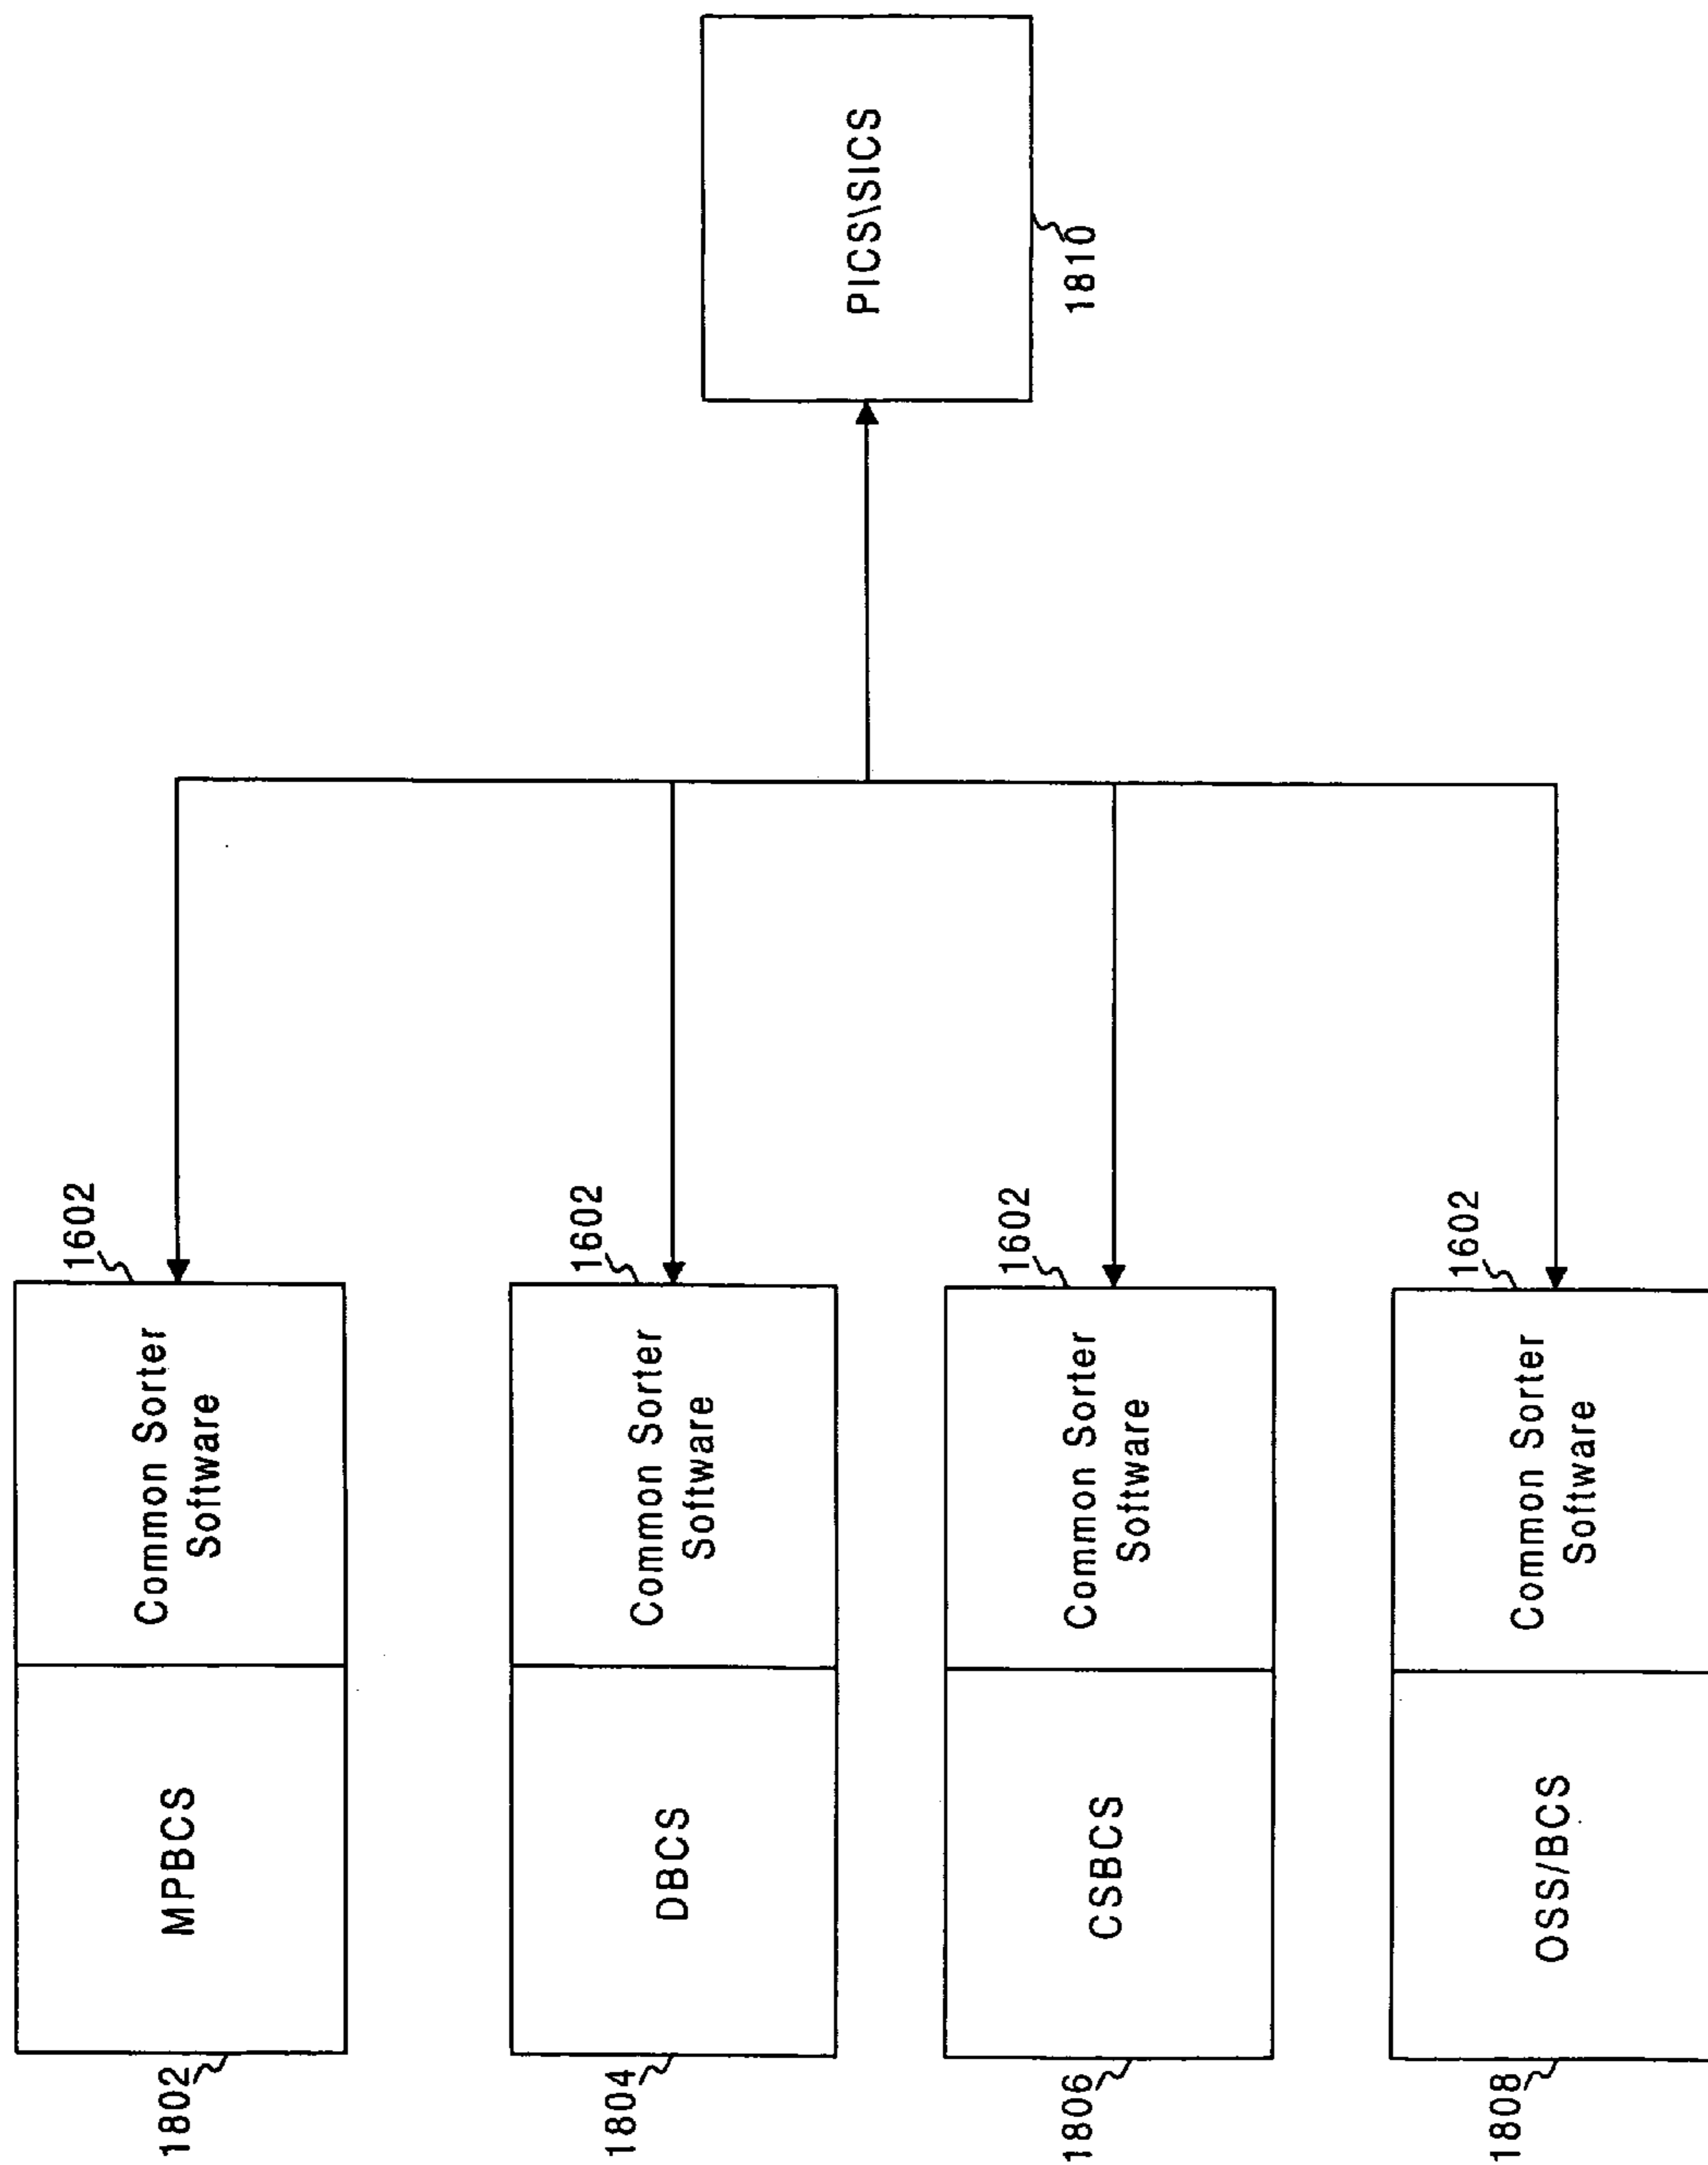 1802
MPBCS
Common Sorter
Software
1602
1804
DBCS
Common Sorter
Software
1602
1806
CSBCS
Common Sorter
Software
1602
1808
OSS/BCS
Common Sorter
Software
1602
PICS\SICS
1810